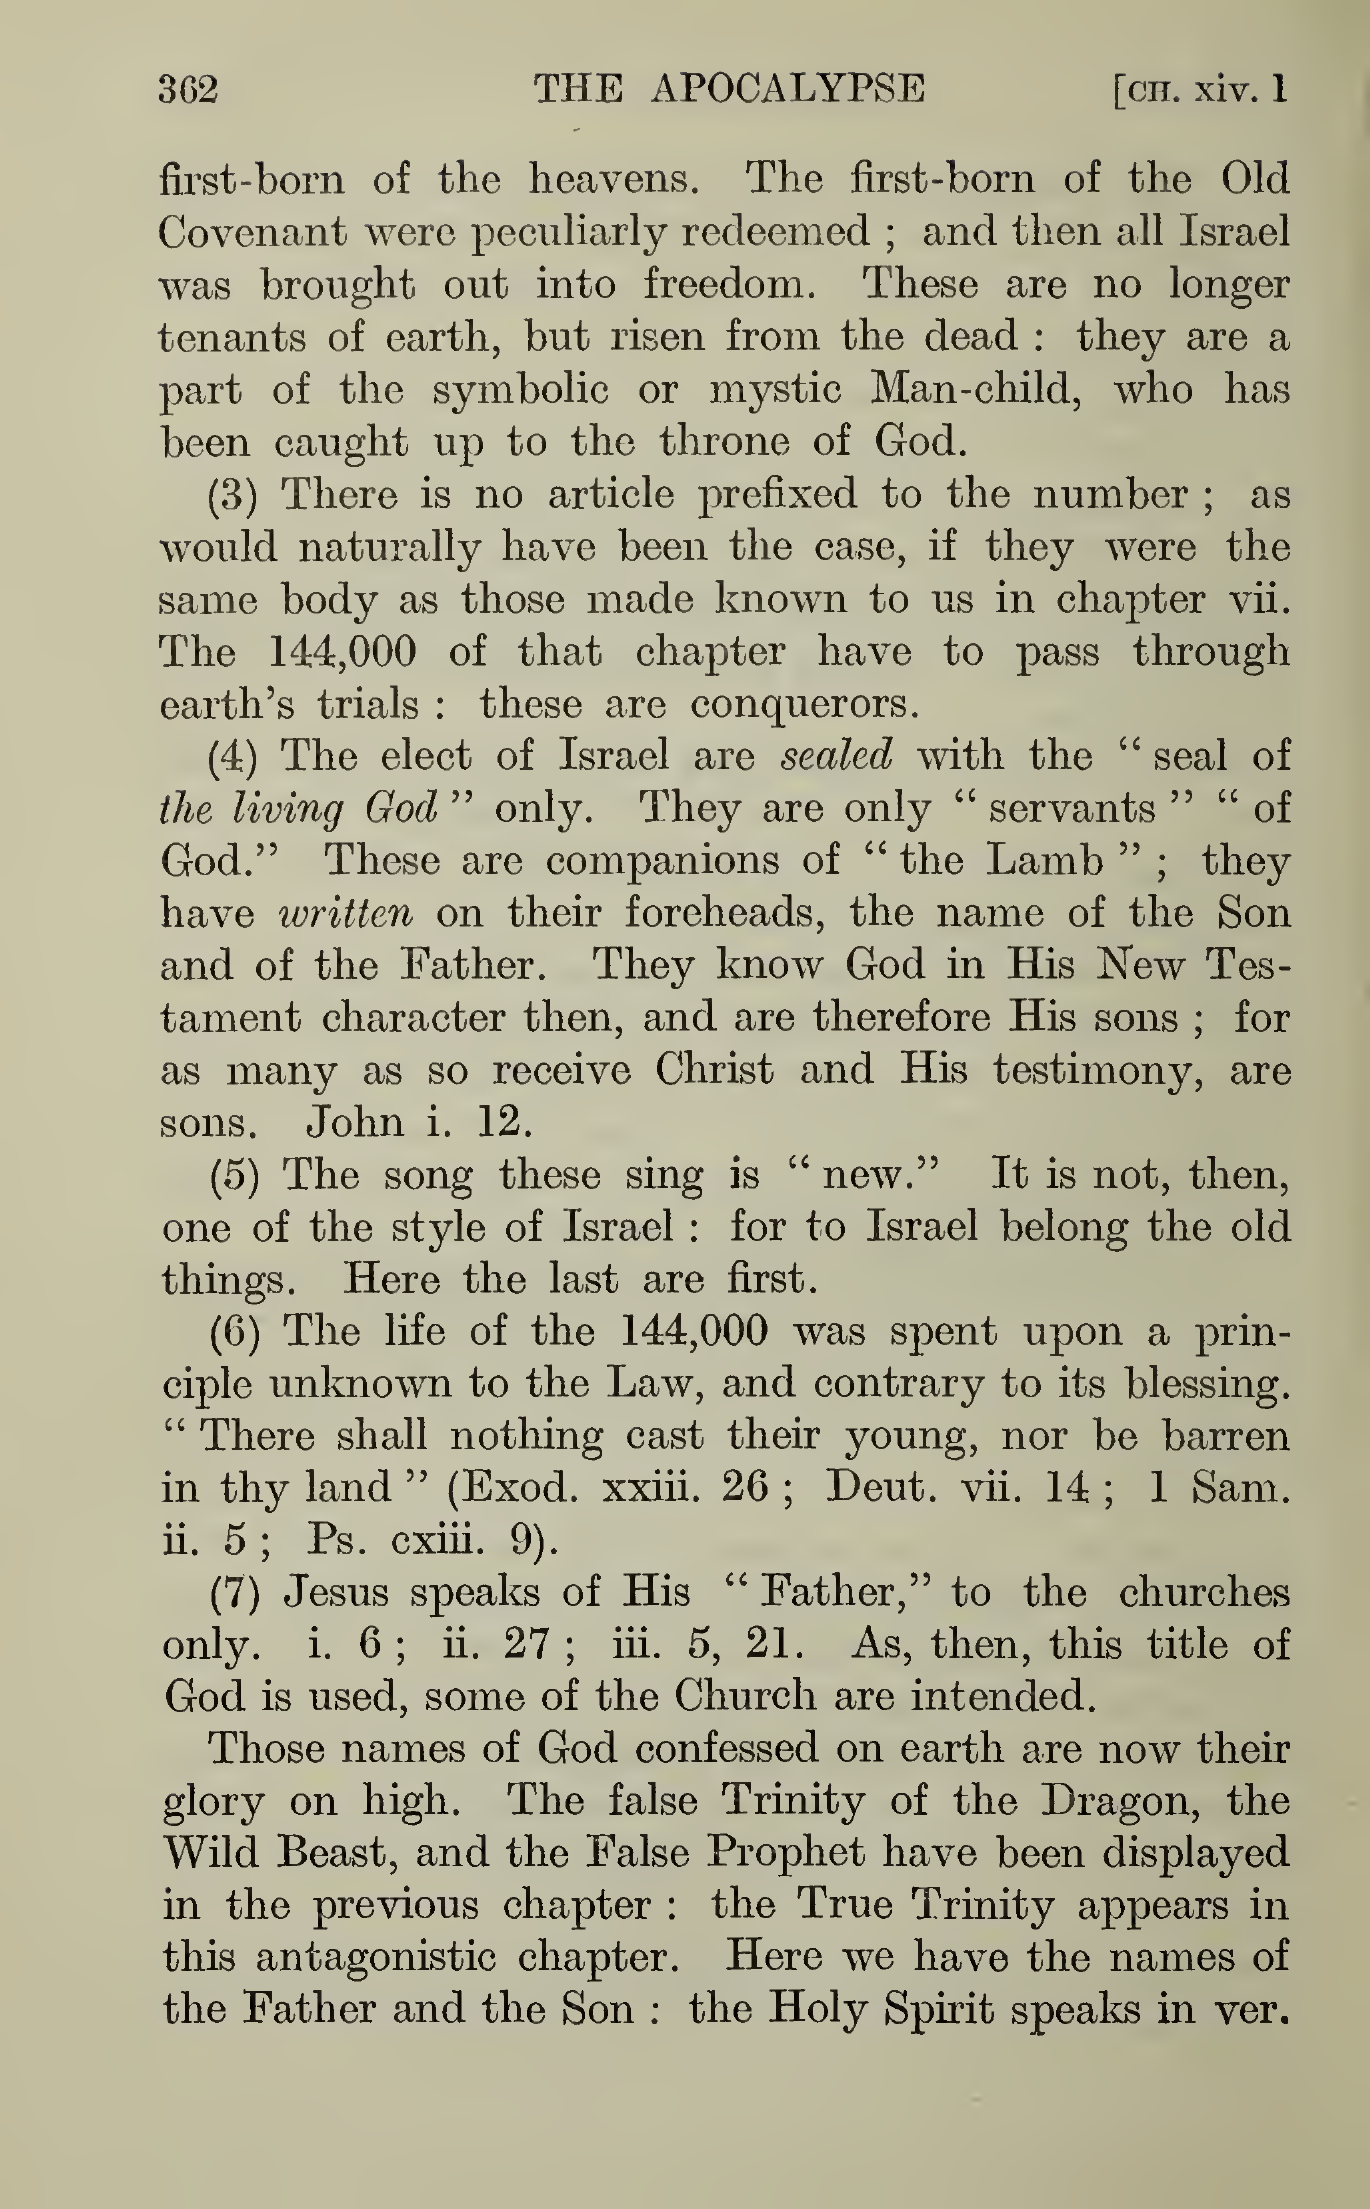 362 THE APOCALYPSE [CH. xiv. 1
first-born of the heavens. The first-born of the Old
Covenant were peculiarly redeemed ; and then all Israel
was brought out into freedom. These are no longer
tenants of earth, but risen from the dead : they are a
part of the symbolic or mystic Man-child, who has
been caught up to the throne of God.
(3) There is no article prefixed to the number ; as
would naturally have been the case, if they were the
same body as those made known to us in chapter vii.
The 144,000 of that chapter have to pass through
earth's trials : these are conquerors.
(4) The elect of Israel are sealed with the " seal of
the living God " only. They are only " servants " " of
God." These are companions of " the Lamb " ; they
have written on their foreheads, the name of the Son
and of the Father. They know God in His New Tes-
tament character then, and are therefore His sons ; for
as many as so receive Christ and His testimony, are
sons. John i. 12.
(5) The song these sing is " new." It is not, then,
one of the style of Israel : for to Israel belong the old
things. Here the last are first.
(6) The life of the 144,000 was spent upon a prin-
ciple unknown to the Law, and contrary to its blessing.
" There shall nothing cast their young, nor be barren
in thy land " (Exod. xxiii. 26 ; Deut. vii. 14 ; 1 Sam.
ii. 5 ; Ps. cxiii. 9).
(7) Jesus speaks of His " Father," to the churches
only. i. 6 ; ii. 27 ; iii. 5, 21. As, then, this title of
God is used, some of the Church are intended.
Those names of God confessed on earth are now their
glory on high. The false Trinity of the Dragon, the
Wild Beast, and the False Prophet have been displayed
in the previous chapter : the True Trinity appears in
this antagonistic chapter. Here we have the names of
the Father and the Son : the Holy Spirit speaks in ver.